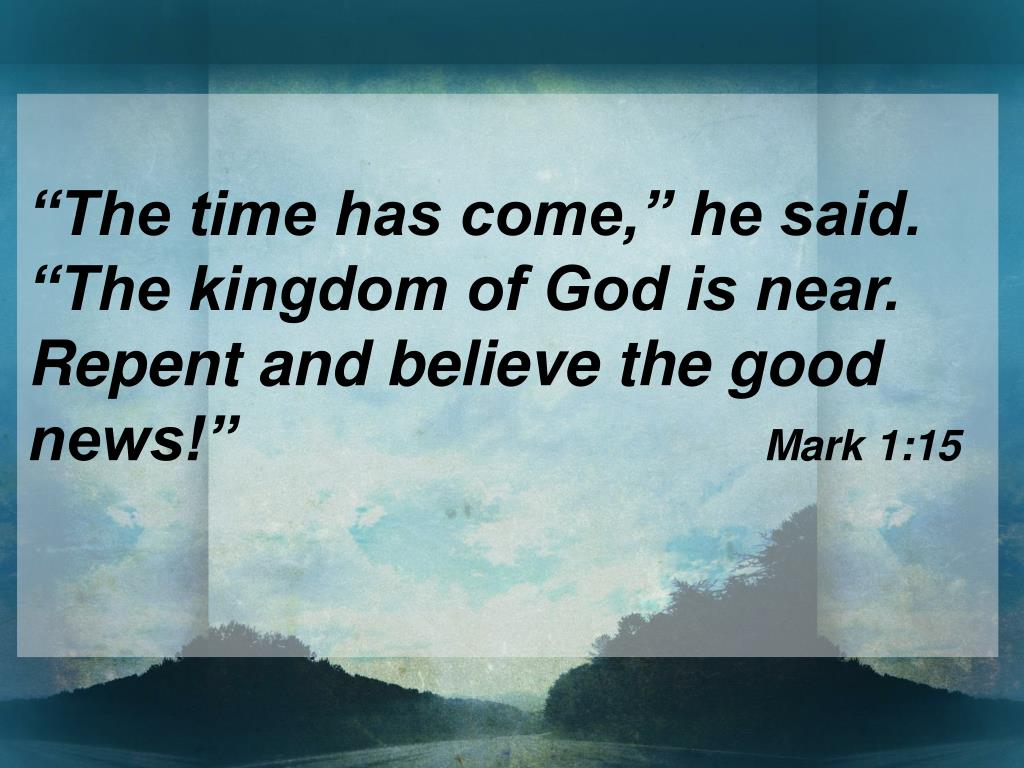 “The time has come,” he said.
“The kingdom of God is near.
Repent and believe the good
news!” Mark 1:15